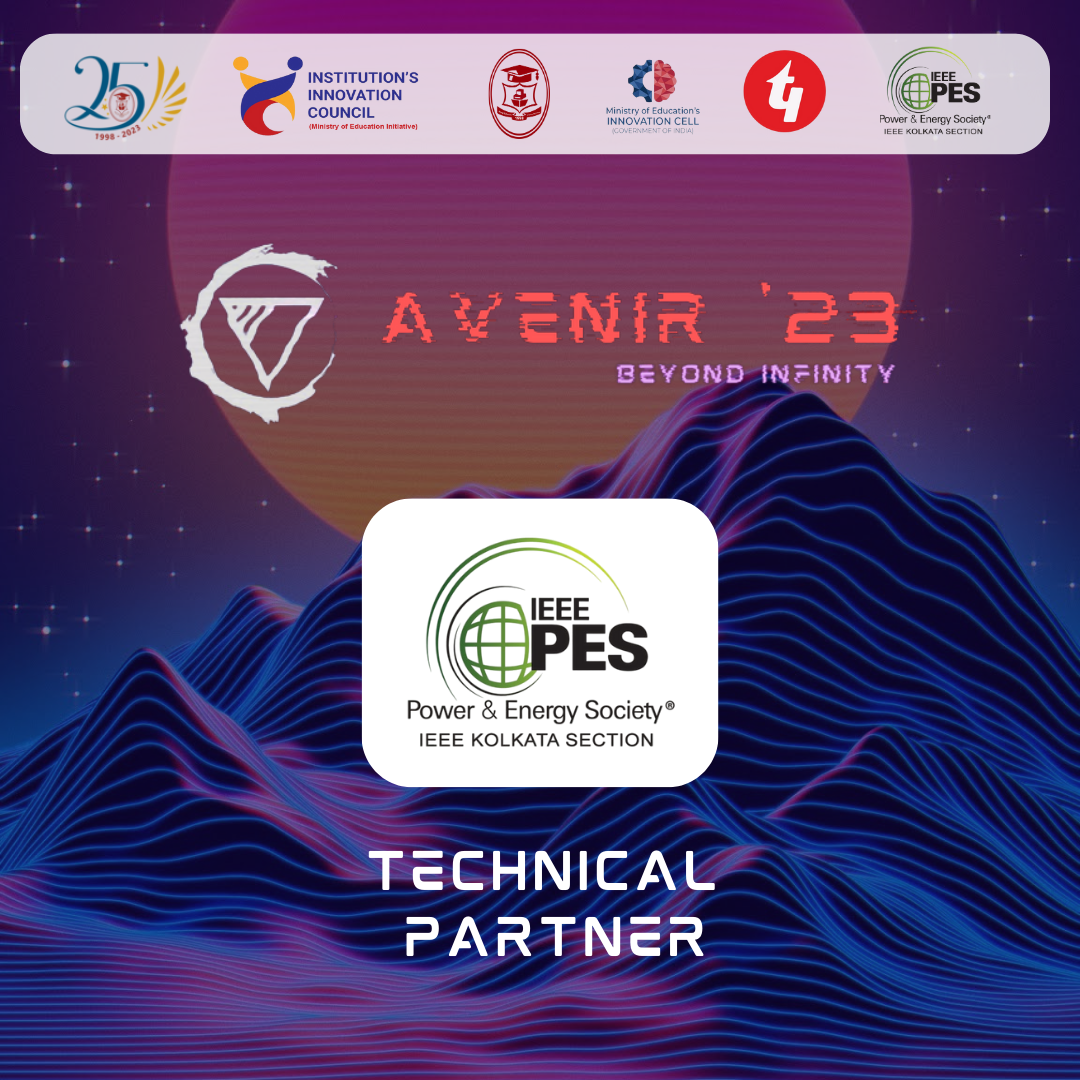 25
1998 - 2023
INSTITUTION'S
INNOVATION
COUNCIL
(Ministry of Education Initiative)
Ministry of Education's
INNOVATION CELL
(GOVERNMENT OF INDIA)
IEEE
PES
Power & Energy Society®
IEEE KOLKATA SECTION
AVENIR '23
BEYOND INFINITY
IEEE
PES
Power & Energy Society®
IEEE KOLKATA SECTION
TECHNICAL
PARTNER